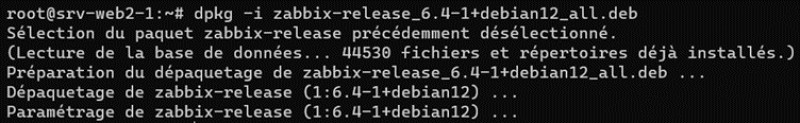 root@srv-web2-1:~# dpkg -i zabbix-release_6.4-1+debian12_all.deb
Sélection du paquet zabbix-release précédemment désélectionné.
(Lecture de la base de données... 44530 fichiers et répertoires déjà installés.)
Préparation du dépaquetage de zabbix-release_6.4-1+debian12_all.deb ...
Dépaquetage de zabbix-release (1:6.4-1+debian12) ...
Paramétrage de zabbix-release (1:6.4-1+debian12) ...